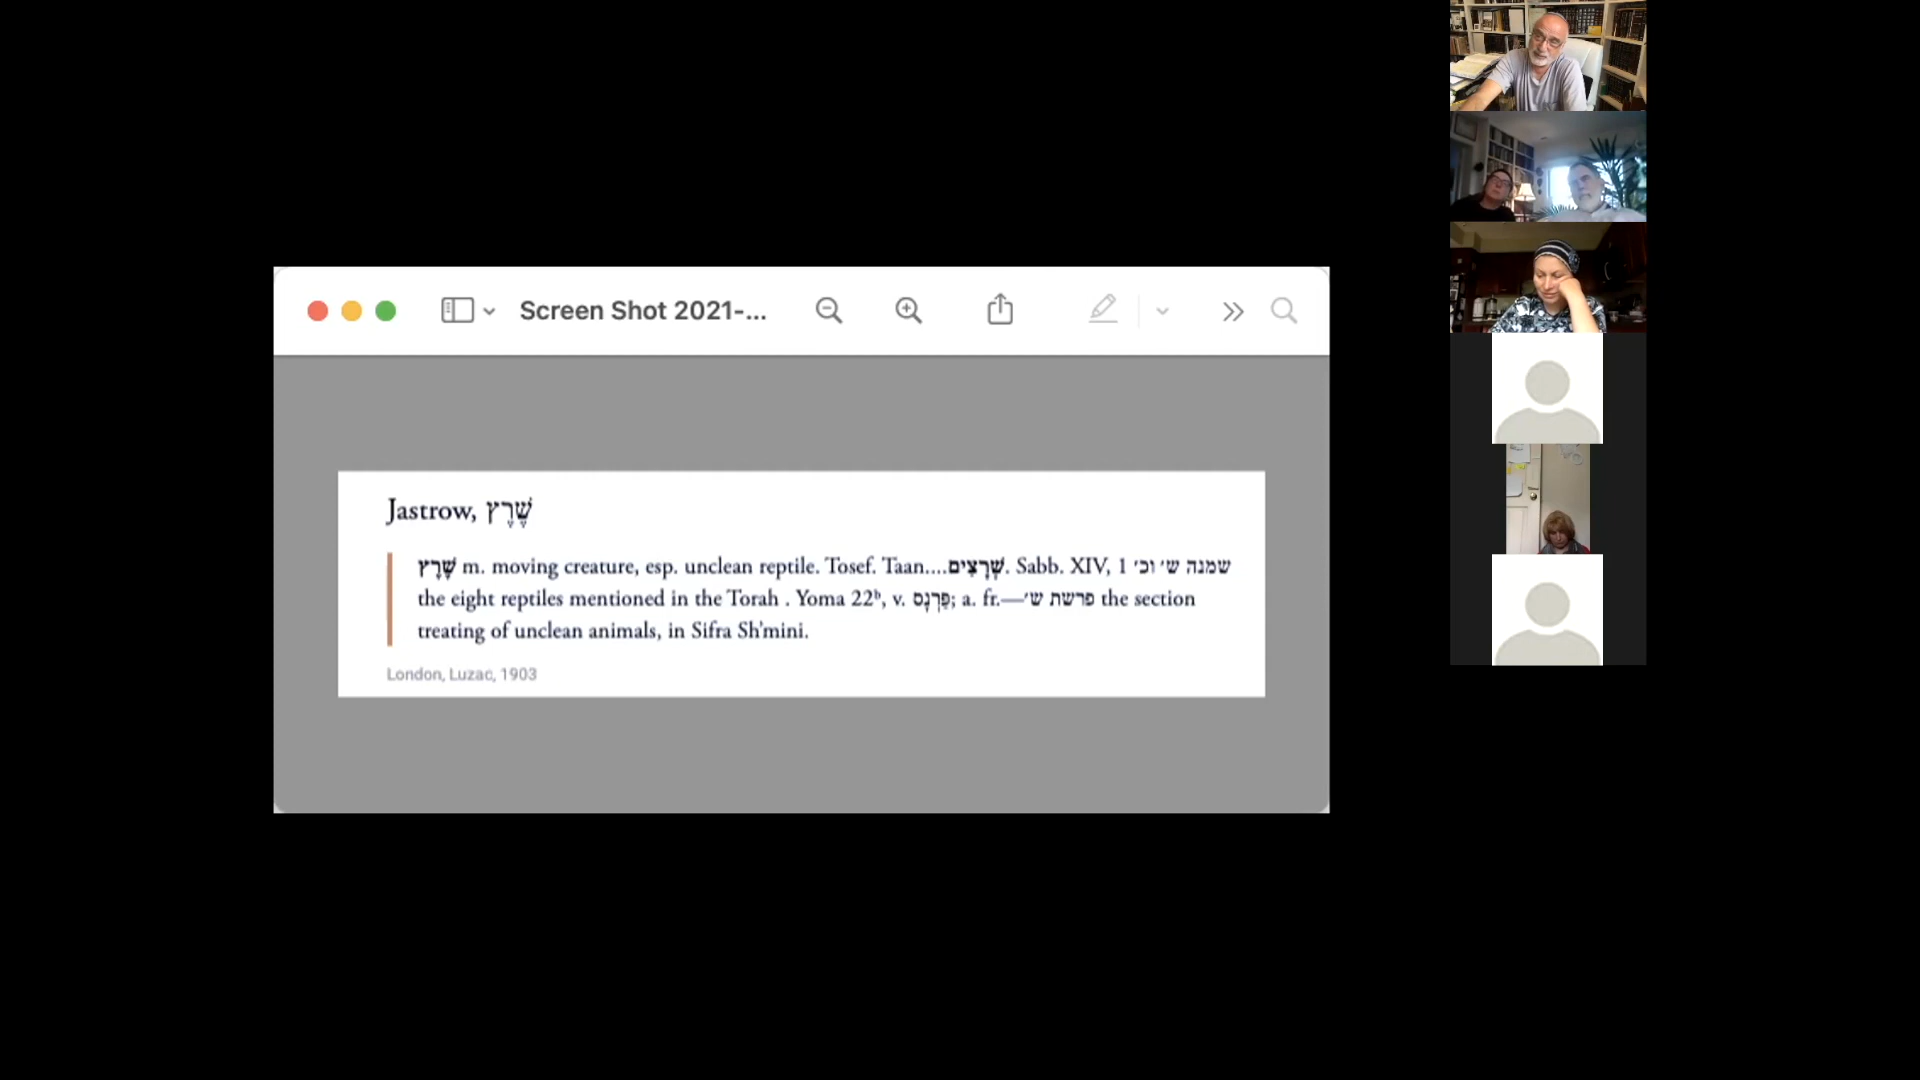 Screen Shot 2021-...
Jastrow, שֶׁרֶץ
שֶׁרֶץ m. moving creature, esp. unclean reptile. Tosef. Taan....שְׁרָצִים. Sabb. XIV, 1 שמנה ש׳ וכ׳
the eight reptiles mentioned in the Torah . Yoma 22ᵇ, v. פַּרְנָס; a. fr.—פרשת ש׳ the section
treating of unclean animals, in Sifra Sh’mini.
London, Luzac, 1903